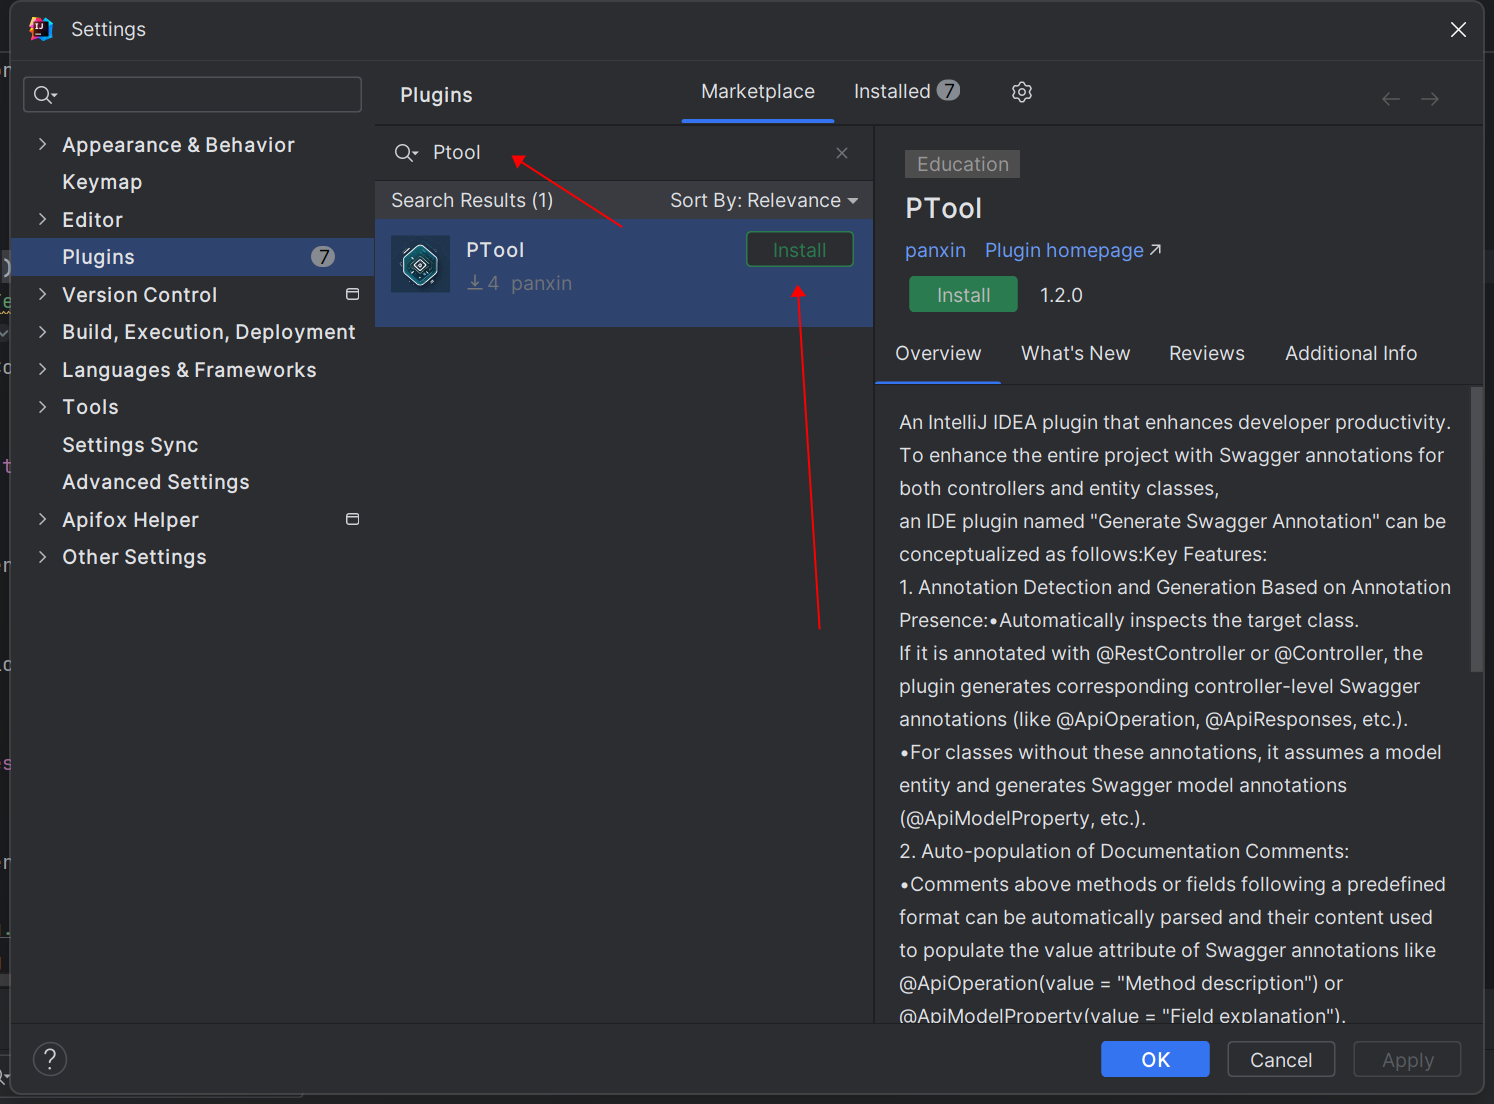 Settings
Plugins
Marketplace
Installed 7
Appearance & Behavior
Keymap
Editor
Plugins 7
Version Control
Build, Execution, Deployment
Languages & Frameworks
Tools
Settings Sync
Advanced Settings
Apifox Helper
Other Settings
Ptool
Search Results (1)
Sort By: Relevance
PTool
Install
4 panxin
Education
PTool
panxin
Plugin homepage
Install
1.2.0
Overview
What's New
Reviews
Additional Info
An IntelliJ IDEA plugin that enhances developer productivity.
To enhance the entire project with Swagger annotations for
both controllers and entity classes,
an IDE plugin named "Generate Swagger Annotation" can be
conceptualized as follows:Key Features:
1. Annotation Detection and Generation Based on Annotation
Presence:•Automatically inspects the target class.
If it is annotated with @RestController or @Controller, the
plugin generates corresponding controller-level Swagger
annotations (like @ApiOperation, @ApiResponses, etc.).
•For classes without these annotations, it assumes a model
entity and generates Swagger model annotations
(@ApiModelProperty, etc.).
2. Auto-population of Documentation Comments:
•Comments above methods or fields following a predefined
format can be automatically parsed and their content used
to populate the value attribute of Swagger annotations like
@ApiOperation(value = "Method description") or
@ApiModelProperty(value = "Field explanation").
?
OK
Cancel
Apply